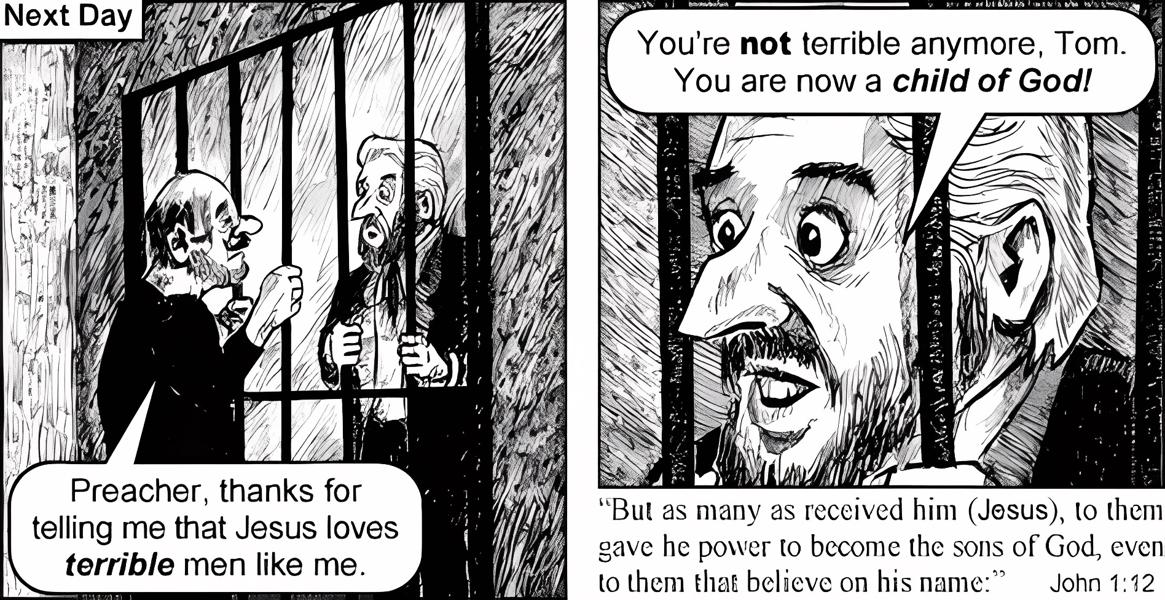 Next Day
Preacher, thanks for
telling me that Jesus loves
terrible men like me.
You're not terrible anymore, Tom.
You are now a child of God!
“But as many as received him (Jesus), to them
gave he power to become the sons of God, even
to them that believe on his name:” John 1:12